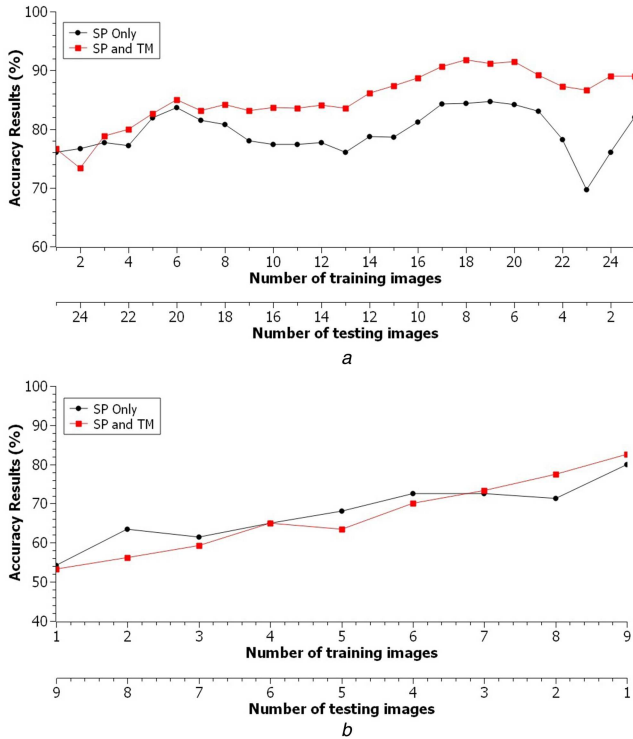 100
90
80
70
60
Accuracy Results (%)
SP Only
SP and TM
2 4 6 8 10 12 14 16 18 20 22 24
Number of training images
24 22 20 18 16 14 12 10 8 6 4 2
Number of testing images
a
100
90
80
70
60
50
40
Accuracy Results (%)
SP Only
SP and TM
1 2 3 4 5 6 7 8 9
Number of training images
9 8 7 6 5 4 3 2 1
Number of testing images
b